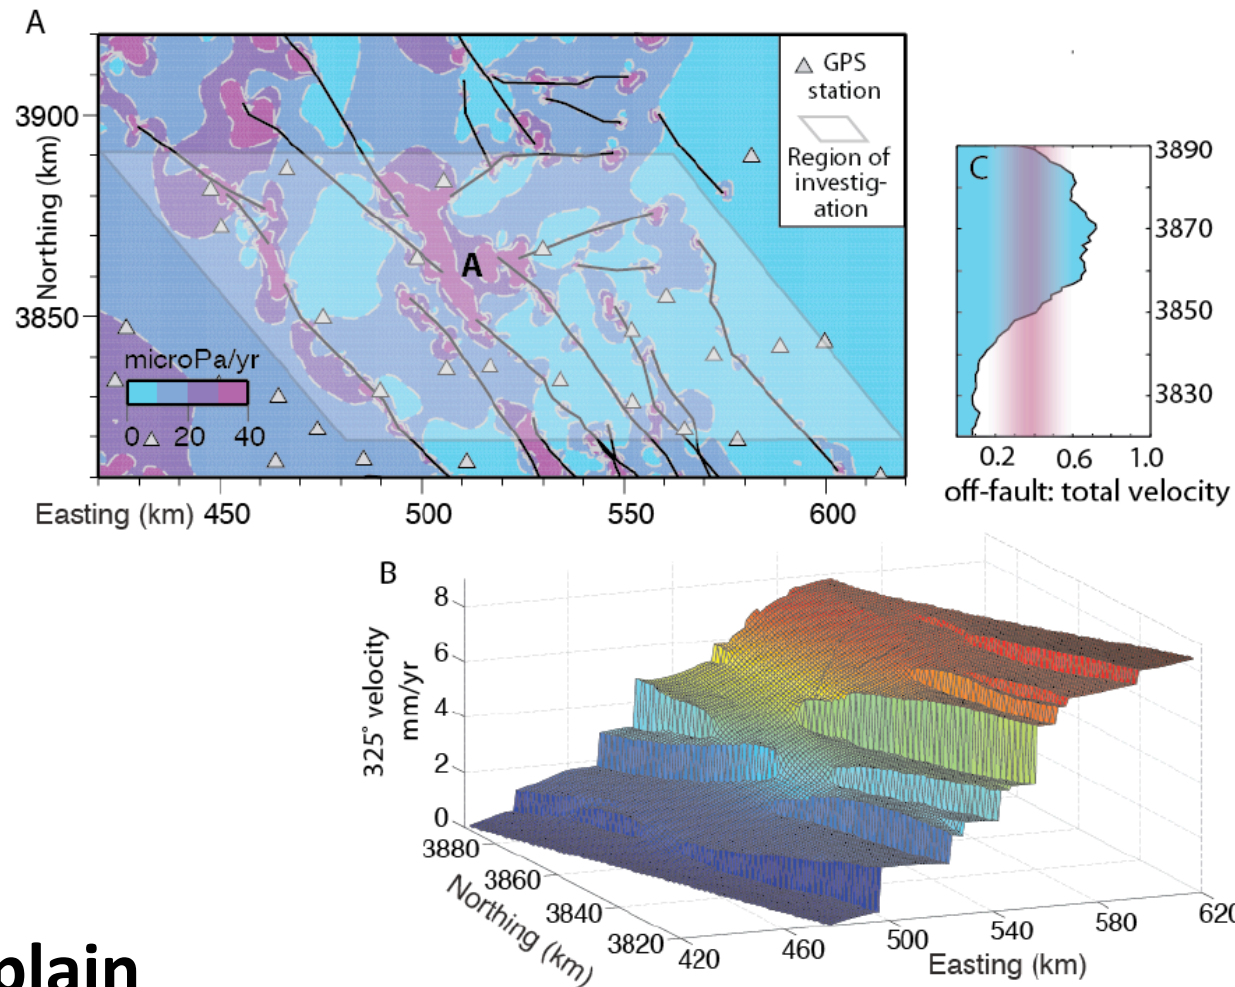 A
GPS
station
Region of
investig-
ation
3900
3850
Northing (km)
A
microPa/yr
0 20 40
Easting (km) 450 500 550 600
C
3890
3870
3850
3830
0.2 0.6 1.0
off-fault: total velocity
B
325° velocity
mm/yr
8
6
4
2
0
3880
3860
3840
3820
Northing (km)
420 460 500 540 580 620
Easting (km)
plain